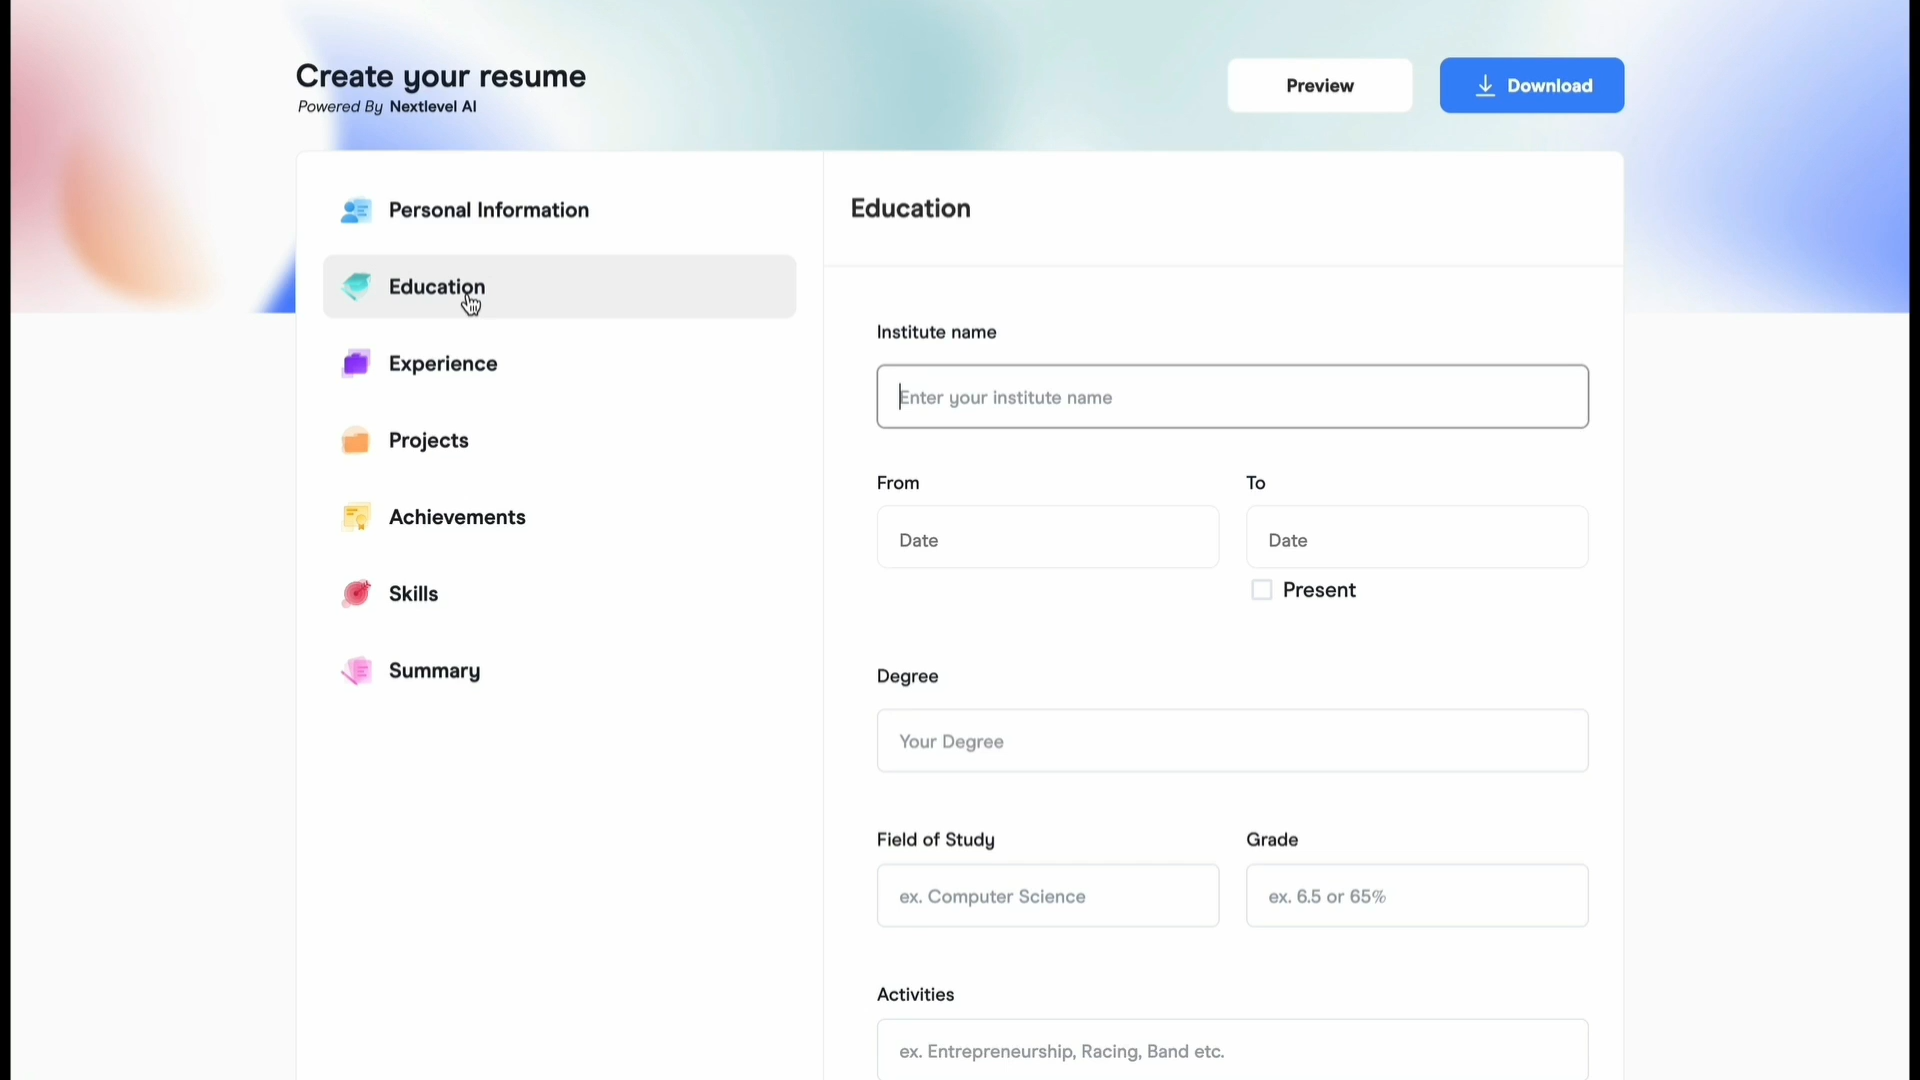 Create your resume
Powered By Nextlevel AI
Preview
Download
Personal Information
Education
Experience
Projects
Achievements
Skills
Summary
Education
Institute name
Enter your institute name
From
To
Date
Date
Present
Degree
Your Degree
Field of Study
Grade
ex. Computer Science
ex. 6.5 or 65%
Activities
ex. Entrepreneurship, Racing, Band etc.